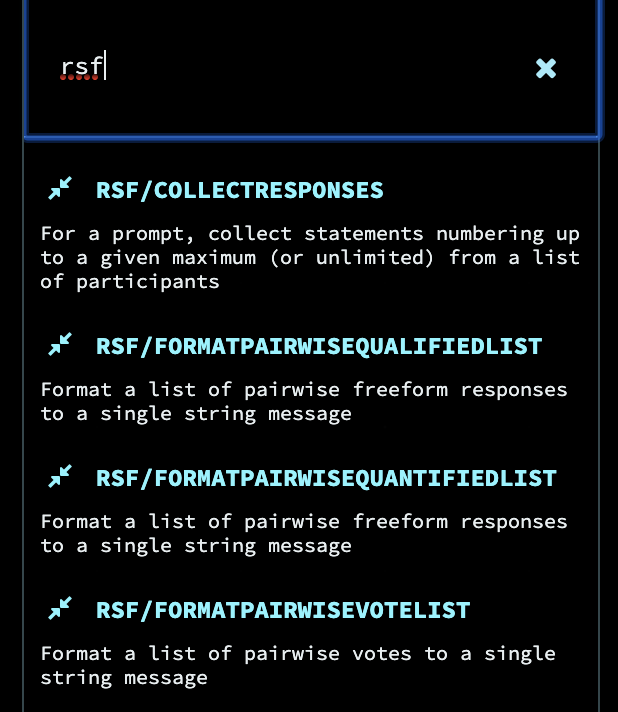 rsf
RSF/COLLECTRESPONSES
For a prompt, collect statements numbering up
to a given maximum (or unlimited) from a list
of participants
RSF/FORMATPAIRWISEQUALIFIEDLIST
Format a list of pairwise freeform responses
to a single string message
RSF/FORMATPAIRWISEQUANTIFIEDLIST
Format a list of pairwise freeform responses
to a single string message
RSF/FORMATPAIRWISEVOTELIST
Format a list of pairwise votes to a single
string message